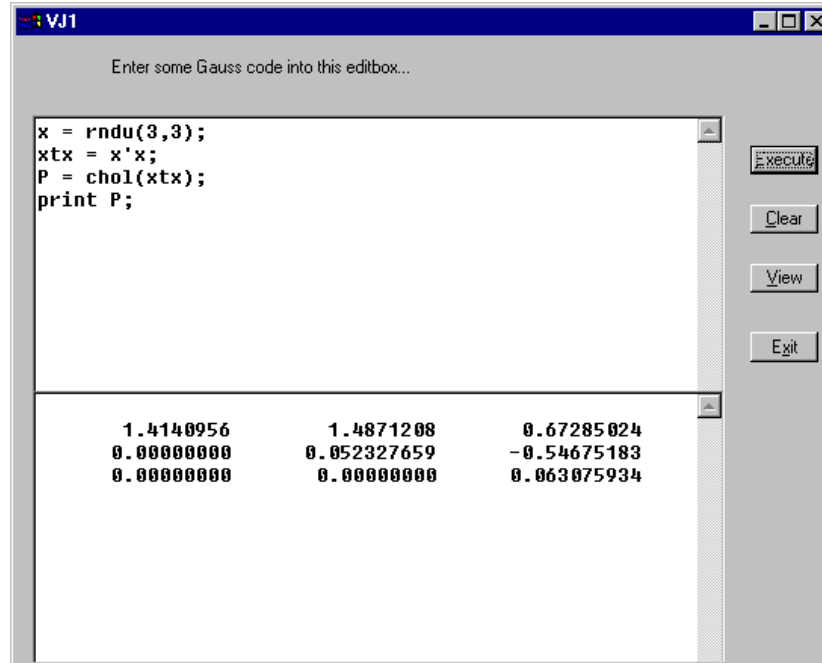 VJ1
Enter some Gauss code into this editbox...
x = rndu(3,3);
xtx = x'x;
P = chol(xtx);
print P;
Execute
Clear
View
Exit
1.4140956 1.4871208 0.67285024
0.00000000 0.052327659 -0.54675183
0.00000000 0.00000000 0.063075934